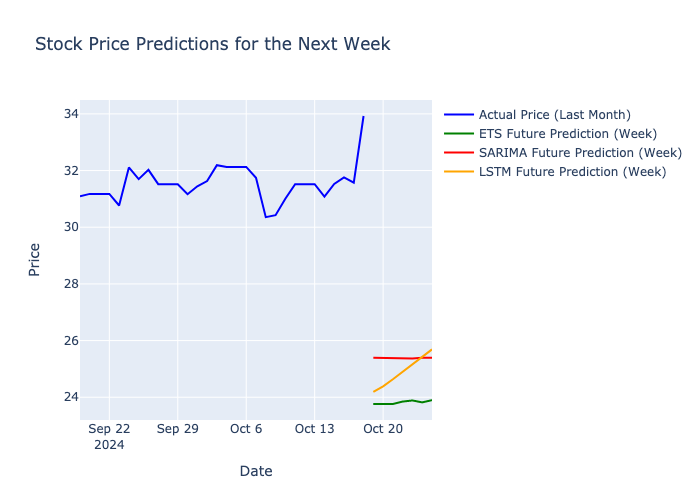 Stock Price Predictions for the Next Week
Actual Price (Last Month)
ETS Future Prediction (Week)
SARIMA Future Prediction (Week)
LSTM Future Prediction (Week)
Price
34
32
30
28
26
24
Sep 22
2024
Sep 29
Oct 6
Oct 13
Oct 20
Date